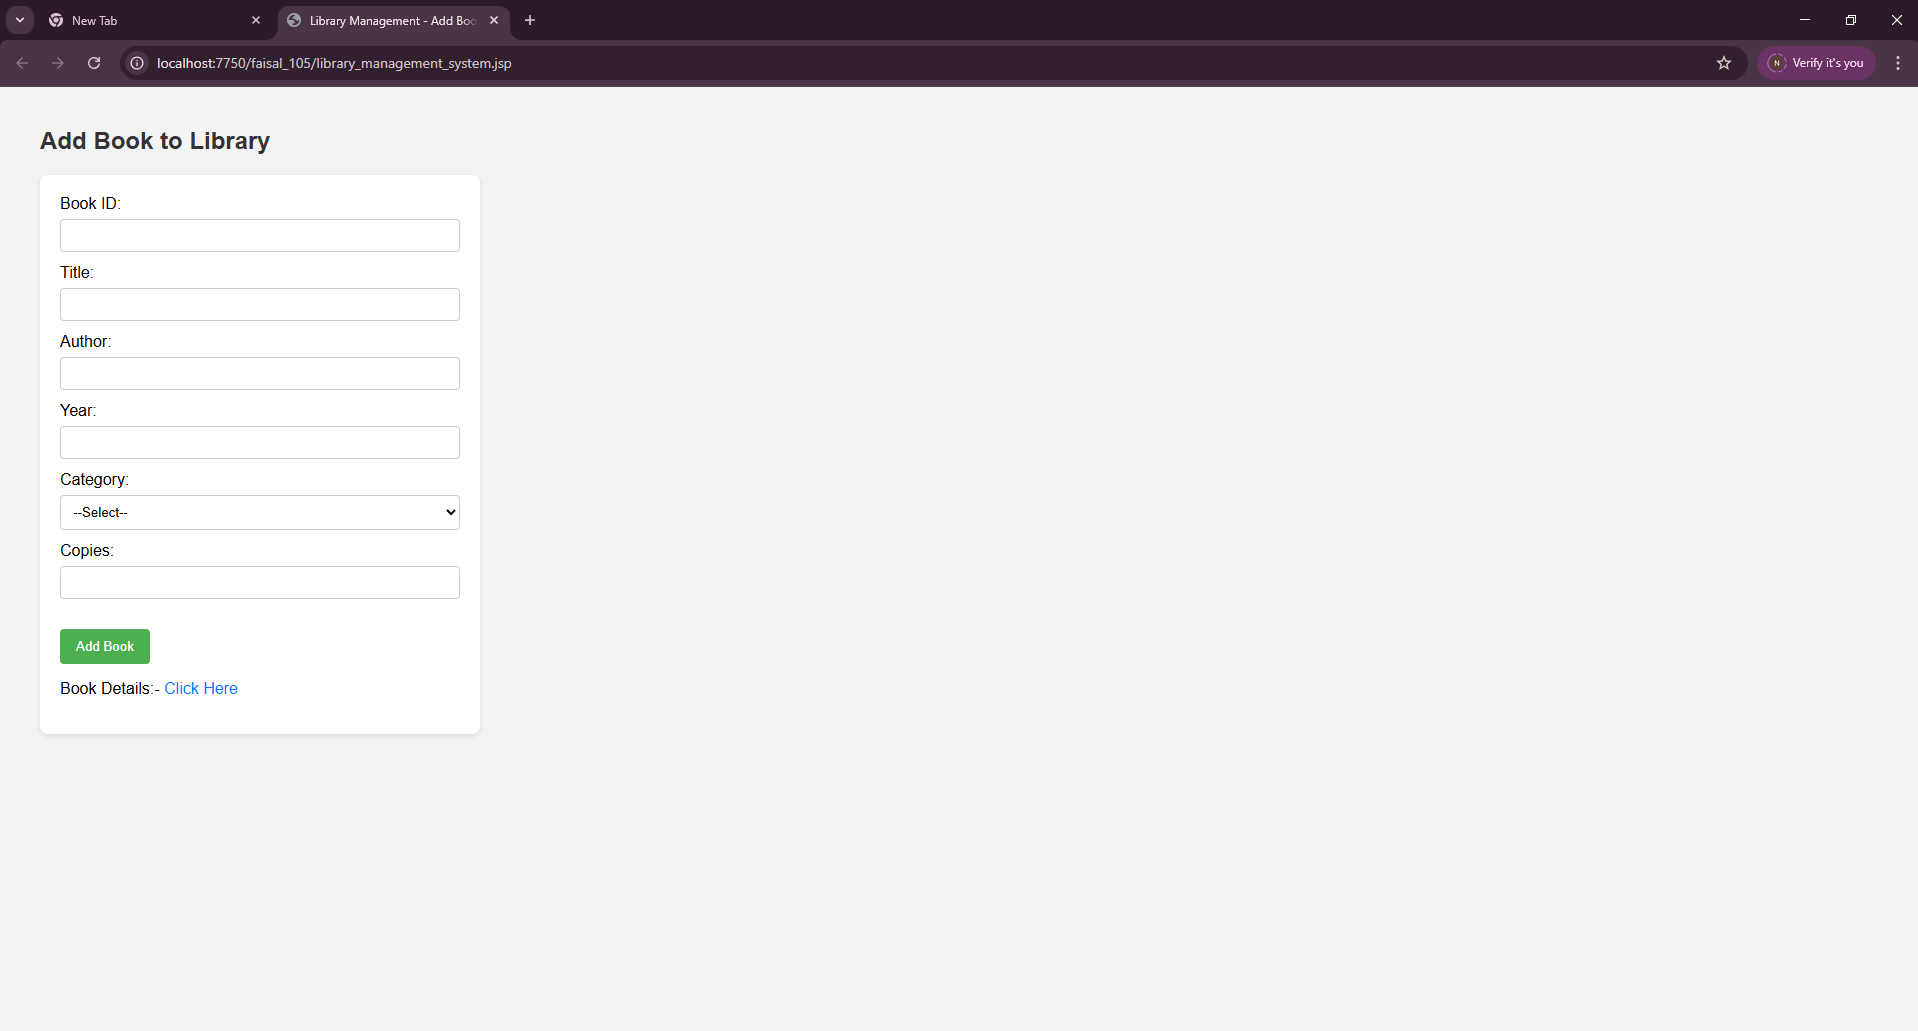 New Tab
Library Management - Add Boo
localhost:7750/faisal_105/library_management_system.jsp
N
Verify it's you
Add Book to Library
Book ID:
Title:
Author:
Year:
Category:
--Select--
Copies:
Add Book
Book Details:- Click Here